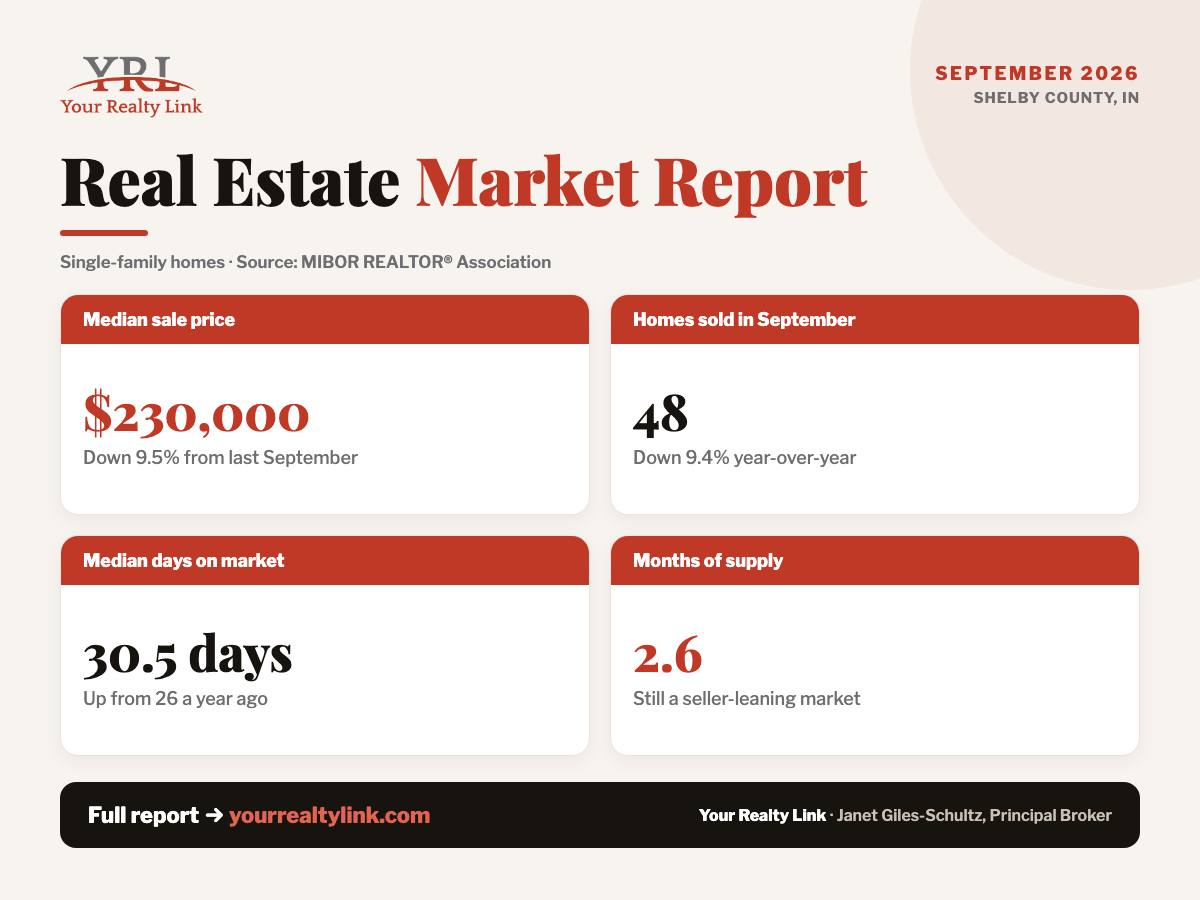 YRL
Your Realty Link
SEPTEMBER 2026
SHELBY COUNTY, IN
Real Estate Market Report
Single-family homes · Source: MIBOR REALTOR® Association
Median sale price
$230,000
Down 9.5% from last September
Homes sold in September
48
Down 9.4% year-over-year
Median days on market
30.5 days
Up from 26 a year ago
Months of supply
2.6
Still a seller-leaning market
Full report → yourrealtylink.com
Your Realty Link · Janet Giles-Schultz, Principal Broker